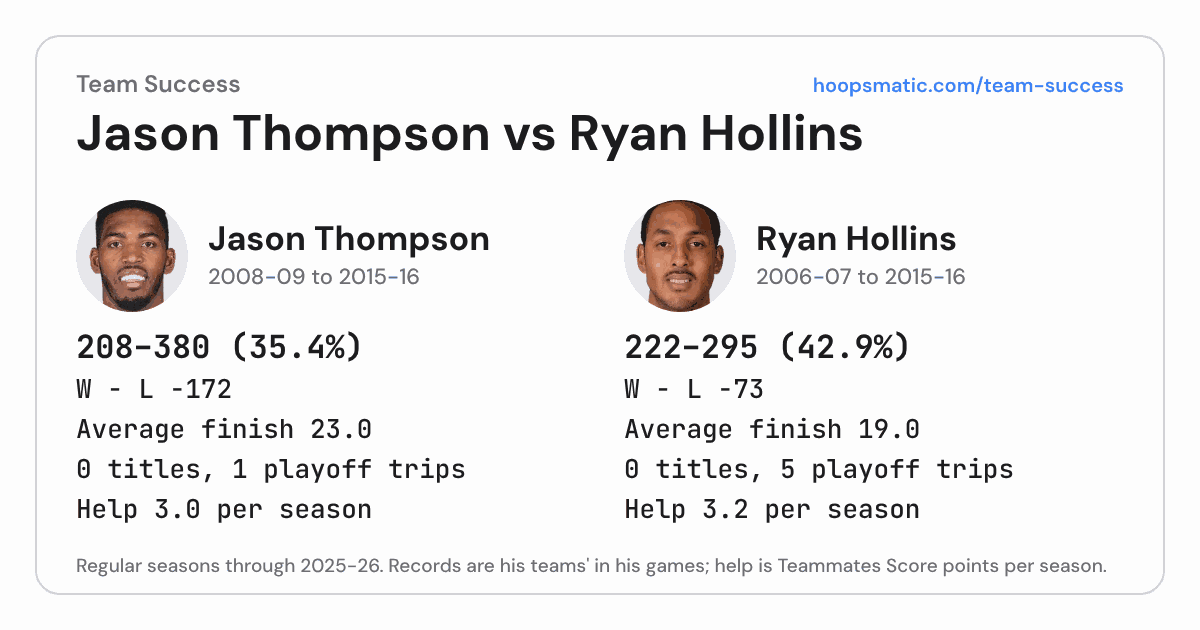 Team Success
hoopsmatic.com/team-success
Jason Thompson vs Ryan Hollins
Jason Thompson
2008-09 to 2015-16
208-380 (35.4%)
W - L -172
Average finish 23.0
0 titles, 1 playoff trips
Help 3.0 per season
Ryan Hollins
2006-07 to 2015-16
222-295 (42.9%)
W - L -73
Average finish 19.0
0 titles, 5 playoff trips
Help 3.2 per season
Regular seasons through 2025-26. Records are his teams' in his games; help is Teammates Score points per season.